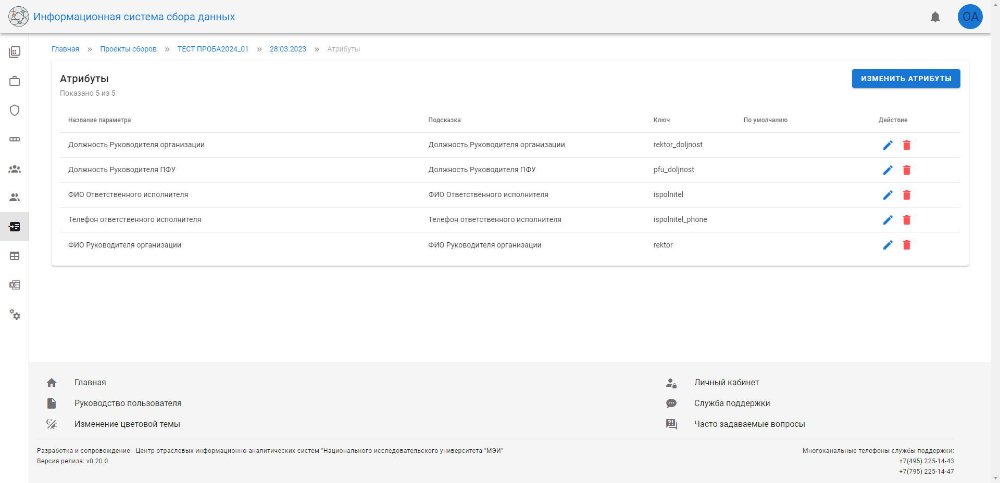 Информационная система сбора данных
OA
Главная » Проекты сборов » ТЕСТ ПРОБА2024_01 » 28.03.2023 » Атрибуты
Атрибуты
ИЗМЕНИТЬ АТРИБУТЫ
Показано 5 из 5
Название параметра Подсказка Ключ По умолчанию Действие
Должность Руководителя организации Должность Руководителя организации rektor_doljnost
Должность Руководителя ПФУ Должность Руководителя ПФУ pfu_doljnost
ФИО Ответственного исполнителя ФИО Ответственного исполнителя ispolnitel
Телефон ответственного исполнителя Телефон ответственного исполнителя ispolnitel_phone
ФИО Руководителя организации ФИО Руководителя организации rektor
Главная
Руководство пользователя
Изменение цветовой темы
Личный кабинет
Служба поддержки
Часто задаваемые вопросы
Разработка и сопровождение - Центр отраслевых информационно-аналитических систем "Национального исследовательского университета "МЭИ"
Версия релиза: v0.20.0
Многоканальные телефоны службы поддержки:
+7(495) 225-14-43
+7(795) 225-14-47